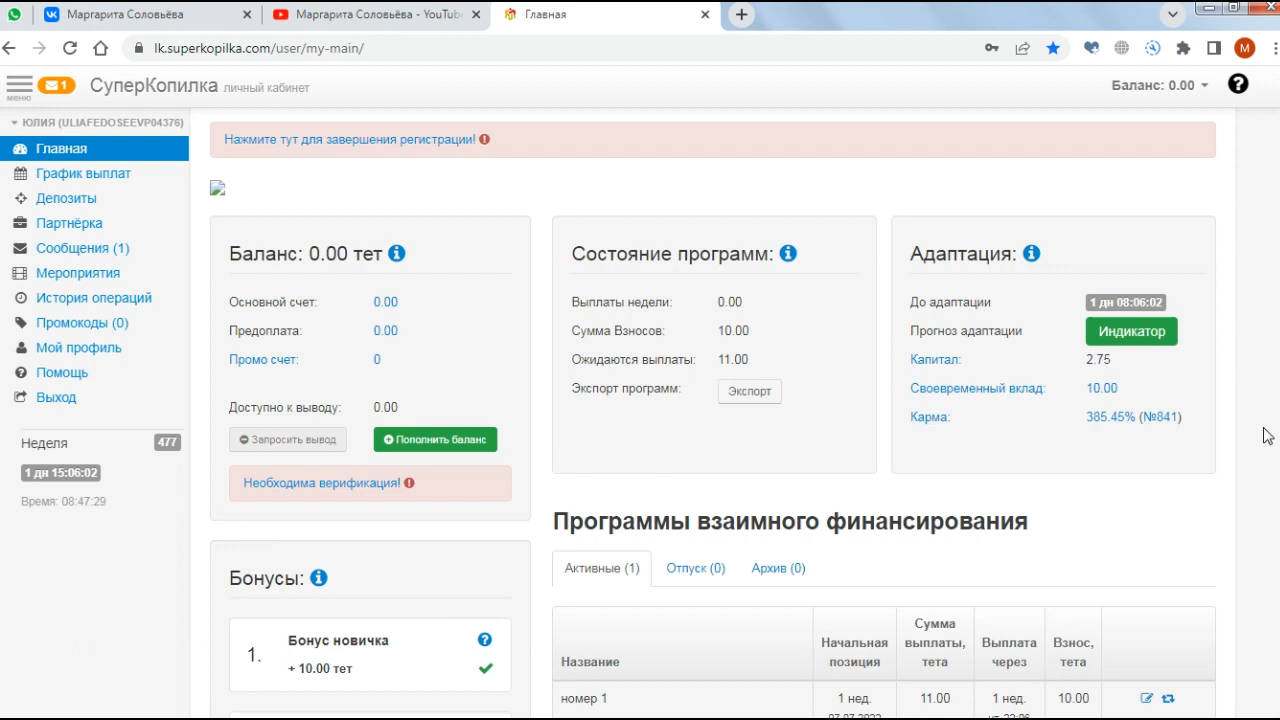 Маргарита Соловьёва
Маргарита Соловьёва - YouTube
Главная
lk.superkopilka.com/user/my-main/
М
меню
1
СуперКопилка личный кабинет
Баланс: 0.00
ЮЛИЯ (ULIAFEDOSEEVP04376)
Главная
График выплат
Депозиты
Партнёрка
Сообщения (1)
Мероприятия
История операций
Промокоды (0)
Мой профиль
Помощь
Выход
Неделя 477
1 дн 15:06:02
Время: 08:47:29
Нажмите тут для завершения регистрации!
Баланс: 0.00 тет
Основной счет: 0.00
Предоплата: 0.00
Промо счет: 0
Доступно к выводу: 0.00
Запросить вывод
Пополнить баланс
Необходима верификация!
Состояние программ:
Выплаты недели: 0.00
Сумма Взносов: 10.00
Ожидаются выплаты: 11.00
Экспорт программ: Экспорт
Адаптация:
До адаптации 1 дн 08:06:02
Прогноз адаптации Индикатор
Капитал: 2.75
Своевременный вклад: 10.00
Карма: 385.45% (№841)
Бонусы:
1. Бонус новичка
+ 10.00 тет
Программы взаимного финансирования
Активные (1) Отпуск (0) Архив (0)
Название
Начальная позиция
Сумма выплаты, тета
Выплата через
Взнос, тета
номер 1 1 нед. 11.00 1 нед. 10.00
07.07.2022